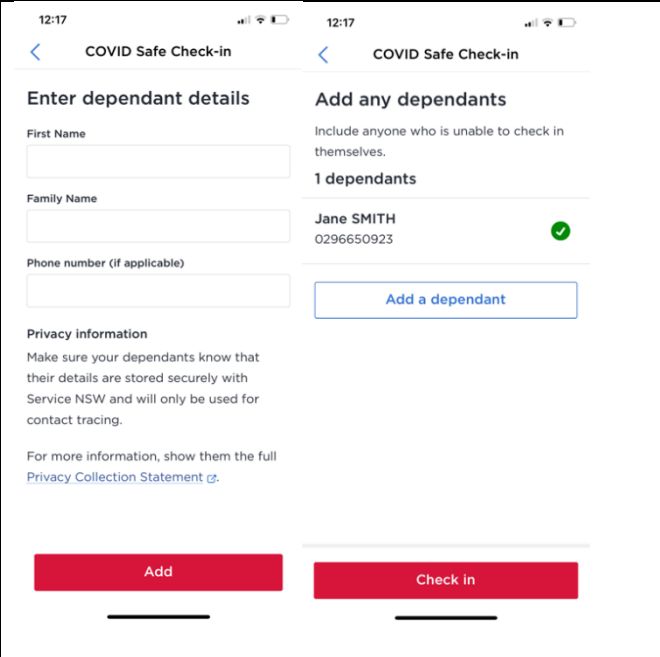 12:17
COVID Safe Check-in
Enter dependant details
First Name
Family Name
Phone number (if applicable)
Privacy information
Make sure your dependants know that
their details are stored securely with
Service NSW and will only be used for
contact tracing.
For more information, show them the full
Privacy Collection Statement.
Add
12:17
COVID Safe Check-in
Add any dependants
Include anyone who is unable to check in
themselves.
1 dependants
Jane SMITH
0296650923
Add a dependant
Check in